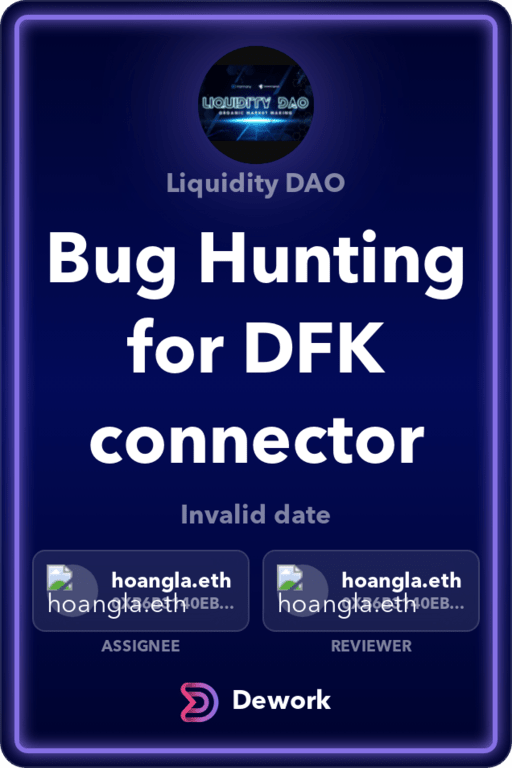 LIQUIDITY DAO
ORGANIC MARKET MAKING
Liquidity DAO
Bug Hunting
for DFK
connector
Invalid date
hoangla.eth
hoangla.eth
ASSIGNEE
hoangla.eth
hoangla.eth
REVIEWER
Dework